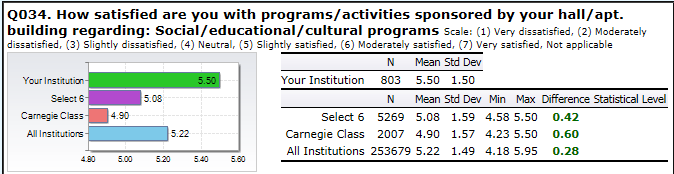 Q034. How satisfied are you with programs/activities sponsored by your hall/apt.
building regarding: Social/educational/cultural programs Scale: (1) Very dissatisfied, (2) Moderately
dissatisfied, (3) Slightly dissatisfied, (4) Neutral, (5) Slightly satisfied, (6) Moderately satisfied, (7) Very satisfied, Not applicable
Your Institution 5.50
Select 6 5.08
Carnegie Class 4.90
All Institutions 5.22
4.80 5.00 5.20 5.40 5.60
N Mean Std Dev
Your Institution 803 5.50 1.50
N Mean Std Dev Min Max Difference Statistical Level
Select 6 5269 5.08 1.59 4.58 5.50 0.42
Carnegie Class 2007 4.90 1.57 4.23 5.50 0.60
All Institutions 253679 5.22 1.49 4.18 5.95 0.28